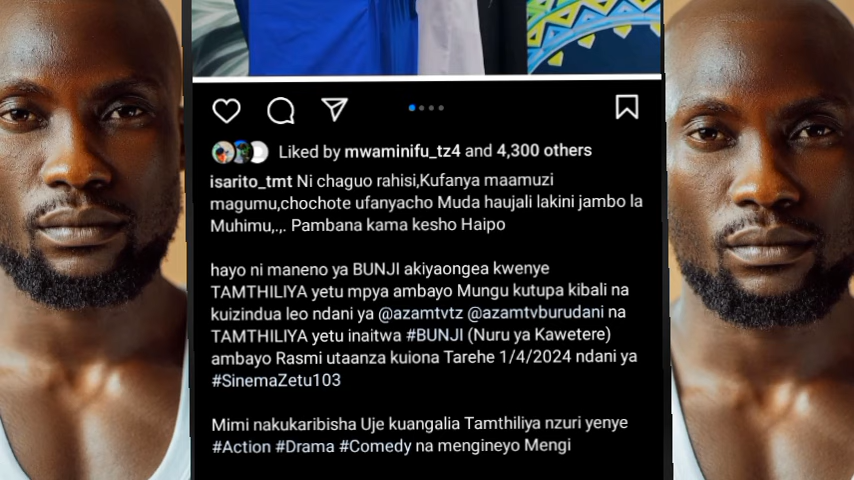 Liked by mwaminifu_tz4 and 4,300 others
isarito_tmt Ni chaguo rahisi,Kufanya maamuzi
magumu,chochote ufanyacho Muda haujali lakini jambo la
Muhimu,.,. Pambana kama kesho Haipo
hayo ni maneno ya BUNJI akiyaongea kwenye
TAMTHILIYA yetu mpya ambayo Mungu kutupa kibali na
kuizindua leo ndani ya @azamtvtz @azamtvburudani na
TAMTHILIYA yetu inaitwa #BUNJI (Nuru ya Kawetere)
ambayo Rasmi utaanza kuiona Tarehe 1/4/2024 ndani ya
#SinemaZetu103
Mimi nakukaribisha Uje kuangalia Tamthiliya nzuri yenye
#Action #Drama #Comedy na mengineyo Mengi